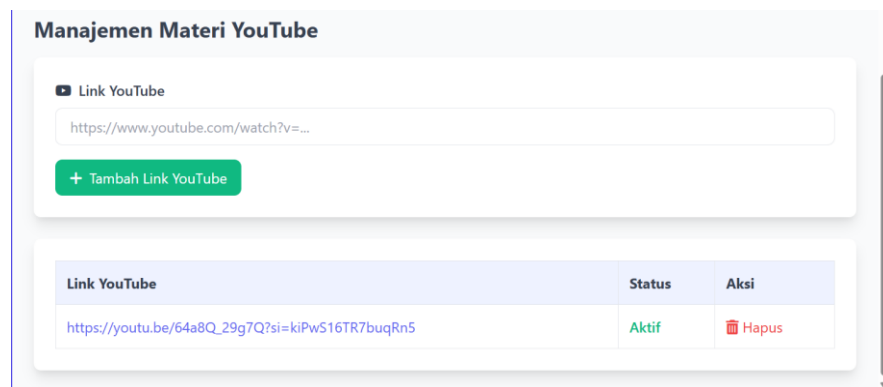 Manajemen Materi YouTube
Link YouTube
https://www.youtube.com/watch?v=...
+ Tambah Link YouTube
Link YouTube Status Aksi
https://youtu.be/64a8Q_29g7Q?si=kiPwS16TR7buqRn5 Aktif Hapus